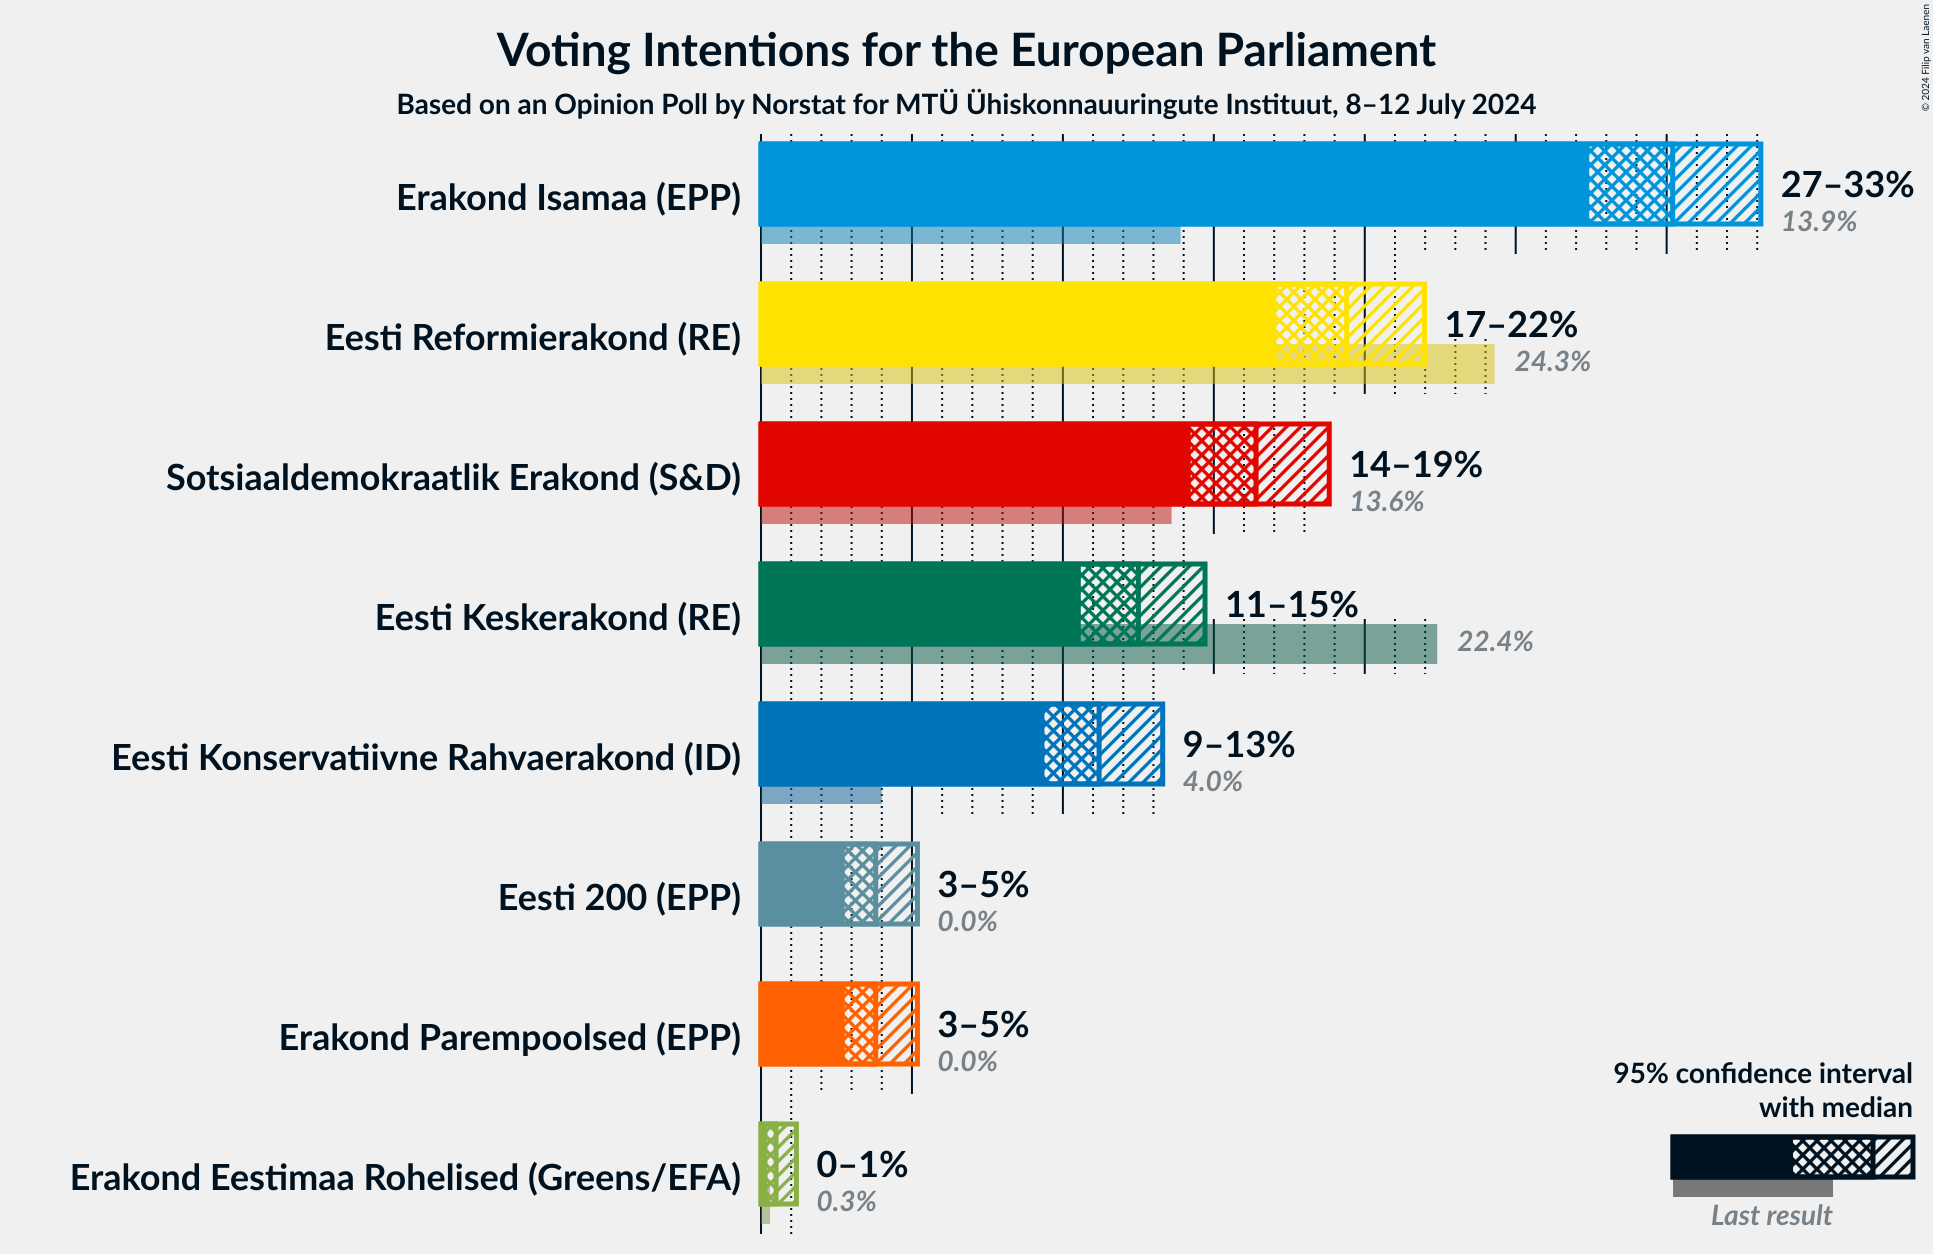 Voting Intentions for the European Parliament
Based on an Opinion Poll by Norstat for MTÜ Ühiskonnauuringute Instituut, 8–12 July 2024
© 2024 Filip van Laenen
Erakond Isamaa (EPP)
27–33%
13.9%
Eesti Reformierakond (RE)
17–22%
24.3%
Sotsiaaldemokraatlik Erakond (S&D)
14–19%
13.6%
Eesti Keskerakond (RE)
11–15%
22.4%
Eesti Konservatiivne Rahvaerakond (ID)
9–13%
4.0%
Eesti 200 (EPP)
3–5%
0.0%
Erakond Parempoolsed (EPP)
3–5%
0.0%
Erakond Eestimaa Rohelised (Greens/EFA)
0–1%
0.3%
95% confidence interval
with median
Last result